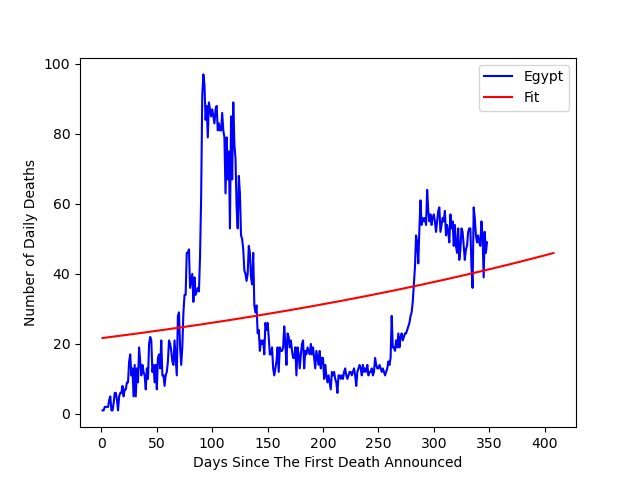 Egypt
Fit
Number of Daily Deaths
100
80
60
40
20
0
0 50 100 150 200 250 300 350 400
Days Since The First Death Announced